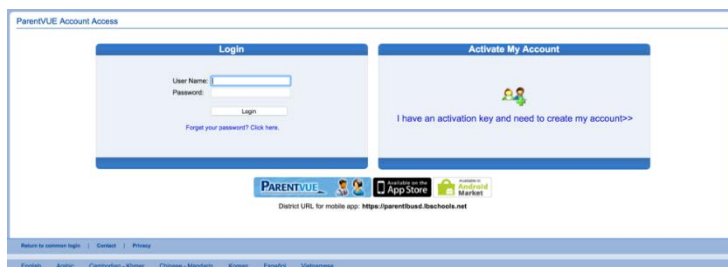 ParentVUE Account Access
Login
User Name:
Password:
Login
Forget your password? Click here.
Activate My Account
I have an activation key and need to create my account>>
PARENTVUE
Available on the
App Store
Available in
Android
Market
District URL for mobile app: https://parentlbusd.lbschools.net
Return to common login | Contact | Privacy
English Arabic Cambodian - Khmer Chinese - Mandarin Korean Español Vietnamese